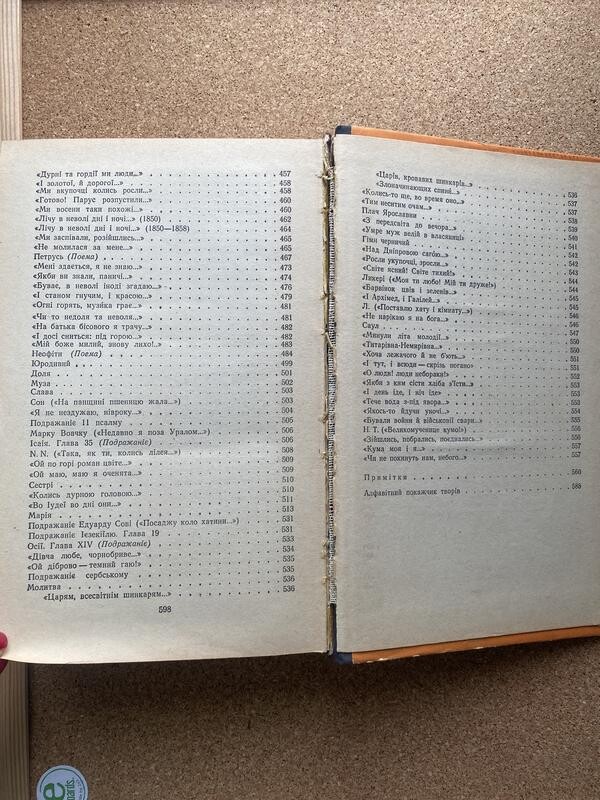 «Дурні та гордії ми люди...» 457
«І золотої, й дорогої...» 458
«Ми вкупочці колись росли...» 458
«Готово! Парус розпустили...» 460
«Ми восени таки похожі...» 460
«Лічу в неволі дні і ночі...» (1850) 462
«Лічу в неволі дні і ночі...» (1850—1858) 464
«Ми заспівали, розійшлись...» 465
«Не молилася за мене...» 465
Петрусь (Поема) 467
«Мені здається, я не знаю...» 473
«Якби ви знали, паничі...» 474
«Буває, в неволі іноді згадаю...» 476
«І станом гнучим, і красою...» 479
«Огні горять, музика грає...» 481
«Чи то недоля та неволя...» 481
«На батька бісового я трачу...» 482
«І досі сниться: під горою...» 482
«Мій боже милий, знову лихо!..» 483
Неофіти (Поема) 484
Юродивий 499
Доля 501
Муза 502
Слава 503
Сон («На панщині пшеницю жала...») 503
«Я не нездужаю, нівроку...» 504
Подражаніє 11 псалму 505
Марку Вовчку («Недавно я поза Уралом...») 506
Ісаія. Глава 35 (Подражаніє) 506
N. N. («Така, як ти, колись лілея...») 508
«Ой по горі роман цвіте...» 509
«Ой маю, маю я оченята...» 509
Сестрі 510
«Колись дурною головою...» 510
«Во Іудеї во дні они...» 511
Марія 513
Подражаніє Едуарду Сові («Посаджу коло хатини...») 531
Подражаніє Ієзекіїлю. Глава 19 531
Осії. Глава XIV (Подражаніє) 533
«Дівча любе, чорнобриве...» 534
«Ой діброво — темний гаю!» 535
Подражаніє сербському 535
Молитва 536
«Царям, всесвітнім шинкарям...» 536
598
«Царів, кровавих шинкарів...»
«Злоначинающих спини...» 536
«Колись-то ще, во время оно...» 537
«Тим неситим очам...» 537
Плач Ярославни 538
«З передсвіта до вечора...» 539
«Умре муж велій в власяниці» 540
Гімн черничий 541
«Над Дніпровою сагою...» 542
«Росли укупочці, зросли...» 542
«Світе ясний! Світе тихий!» 543
Ликері («Моя ти любо! Мій ти друже!») 544
«Барвінок цвів і зеленів...» 544
«І Архімед, і Галілей» 545
Л. («Поставлю хату і кімнату...») 545
«Не нарікаю я на бога» 546
Саул 547
«Минули літа молодії» 550
«Титарівна-Немирівна...» 550
«Хоча лежачого й не б'ють...» 551
«І тут, і всюди — скрізь погано» 551
«О люди! люди небораки!» 552
«Якби з ким сісти хліба з'їсти...» 552
«І день іде, і ніч іде» 553
«Тече вода з-під явора...» 553
«Якось-то йдучи уночі...» 554
«Бували войни й військовії свари...» 555
Н. Т. («Великомученице кумо!») 555
«Зійшлись, побрались, поєднались...» 556
«Кума моя і я...» 557
«Чи не покинуть нам, небого...» 557
Примітки 560
Алфавітний покажчик творів 588